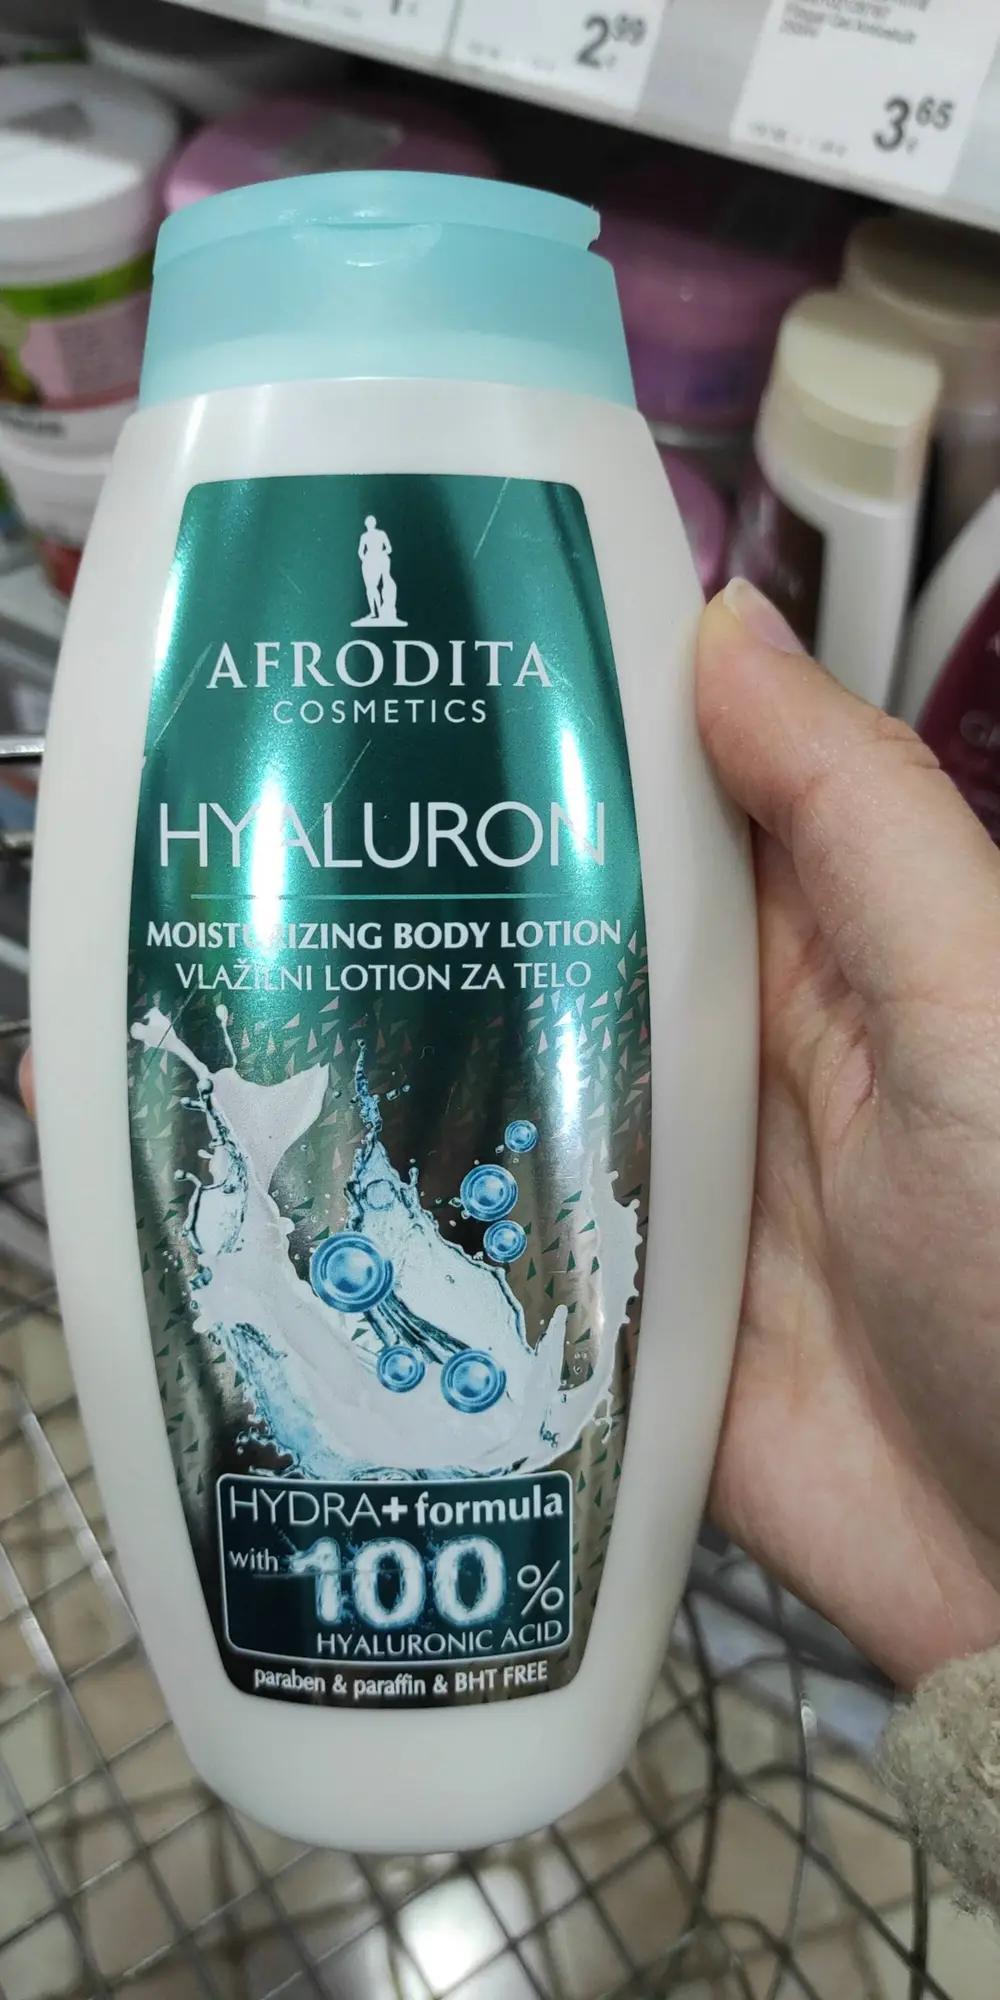 2.99
3.65
AFRODITA
COSMETICS
HYALURON
MOISTURIZING BODY LOTION
VLAŽILNI LOTION ZA TELO
HYDRA+formula
with 100%
HYALURONIC ACID
paraben & paraffin & BHT FREE